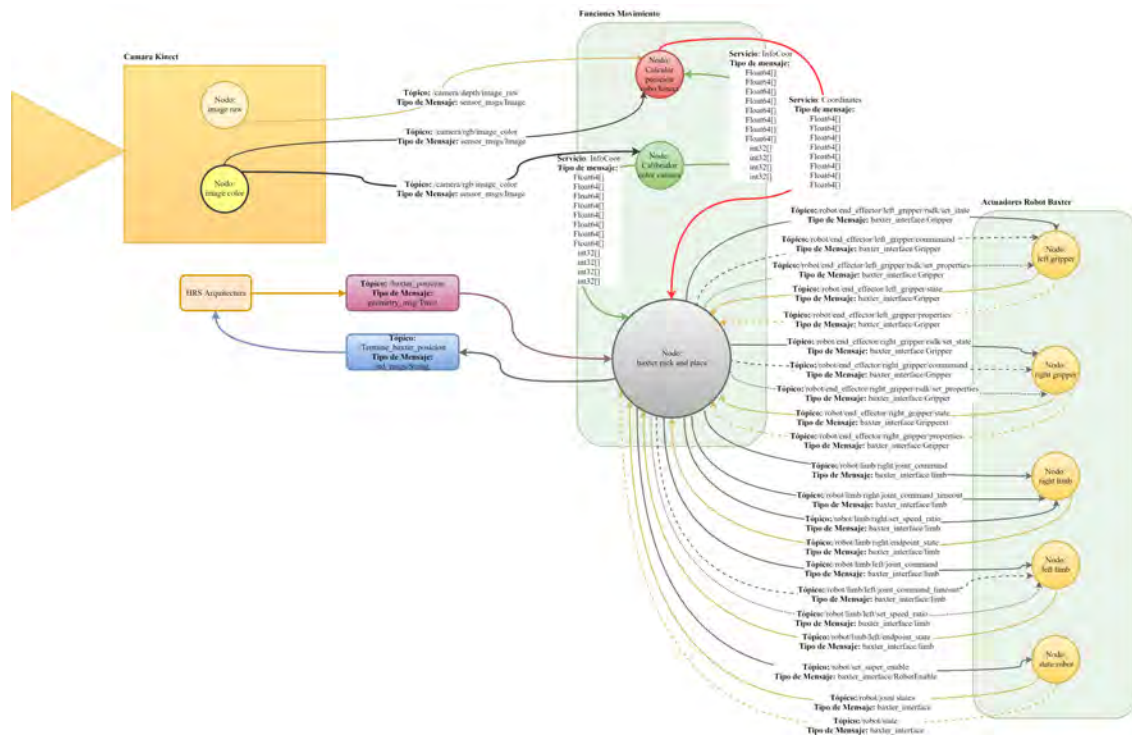 Funciones Movimiento
Camara Kinect
Nodo:
image raw
Nodo:
image color
Tópico: /camera/depth/image_raw
Tipo de Mensaje: sensor_msgs/Image
Tópico: /camera/rgb/image_color
Tipo de Mensaje: sensor_msgs/Image
Tópico: /camera/rgb/image_color
Tipo de Mensaje: sensor_msgs/Image
Nodo:
Calcular
posicion
Nodo:
Calibrador
color camara
Servicio: InfoCoor
Tipo de mensaje:
Float64[]
Float64[]
Float64[]
Float64[]
Float64[]
Float64[]
Float64[]
Float64[]
int32[]
int32[]
int32[]
int32[]
Servicio: Coordinates
Tipo de mensaje:
Float64[]
Float64[]
Float64[]
Float64[]
Float64[]
Float64[]
Float64[]
Float64[]
Servicio: InfoCoor
Tipo de mensaje:
Float64[]
Float64[]
Float64[]
Float64[]
Float64[]
Float64[]
Float64[]
int32[]
int32[]
int32[]
int32[]
HRS Arquitectura
Tópico: /baxter_posicion
Tipo de Mensaje:
geometry_msg/Twist
Tópico:
/Termine_baxter_posicion
Tipo de Mensaje:
std_msgs/String
Nodo:
baxter pick and place
Actuadores Robot Baxter
Tópico: /robot/end_effector/left_gripper/rsdk/set_state
Tipo de Mensaje: baxter_interface/Gripper
Tópico: /robot/end_effector/left_gripper/commmand
Tipo de Mensaje: baxter_interface/Gripper
Tópico: /robot/end_effector/left_gripper/rsdk/set_properties
Tipo de Mensaje: baxter_interface/Gripper
Tópico: /robot/end_effector/left_gripper/state
Tipo de Mensaje: baxter_interface/Gripper
Tópico: /robot/end_effector/left_gripper/properties
Tipo de Mensaje: baxter_interface/Gripper
Nodo:
left gripper
Tópico: /robot/end_effector/right_gripper/rsdk/set_state
Tipo de Mensaje: baxter_interface/Gripper
Tópico: /robot/end_effector/right_gripper/commmand
Tipo de Mensaje: baxter_interface/Gripper
Tópico: /robot/end_effector/right_gripper/rsdk/set_properties
Tipo de Mensaje: baxter_interface/Gripper
Tópico: /robot/end_effector/right_gripper/state
Tipo de Mensaje:
Tópico: /robot/end_effector/right_gripper/properties
Tipo de Mensaje: baxter_interface/Gripper
Nodo:
right gripper
Tópico: /robot/limb/right/joint_command
Tipo de Mensaje: baxter_interface/limb
Tópico: /robot/limb/right/joint_command_timeout
Tipo de Mensaje: baxter_interface/limb
Tópico: /robot/limb/right/set_speed_ratio
Tipo de Mensaje: baxter_interface/limb
Tópico: /robot/limb/right/endpoint_state
Tipo de Mensaje: baxter_interface/limb
Nodo:
right limb
Tópico: /robot/limb/left/joint_command
Tipo de Mensaje: baxter_interface/limb
Tópico: /robot/limb/left/joint_command_timeout
Tipo de Mensaje: baxter_interface/limb
Tópico: /robot/limb/left/set_speed_ratio
Tipo de Mensaje: baxter_interface/limb
Tópico: /robot/limb/left/endpoint_state
Tipo de Mensaje: baxter_interface/limb
Nodo:
left limb
Tópico: /robot/set_super_enable
Tipo de Mensaje: baxter_interface/RobotEnable
Tópico: /robot/joint states
Tipo de Mensaje: baxter_interface
Tópico: /robot/state
Tipo de Mensaje: baxter_interface
Nodo:
state robot